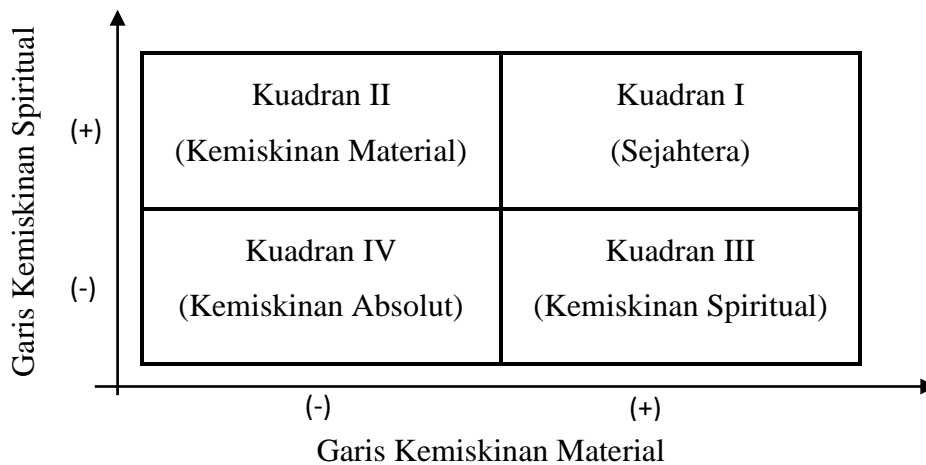 Garis Kemiskinan Spiritual
(+)
(-)
Kuadran II
(Kemiskinan Material)
Kuadran I
(Sejahtera)
Kuadran IV
(Kemiskinan Absolut)
Kuadran III
(Kemiskinan Spiritual)
(-)
(+)
Garis Kemiskinan Material